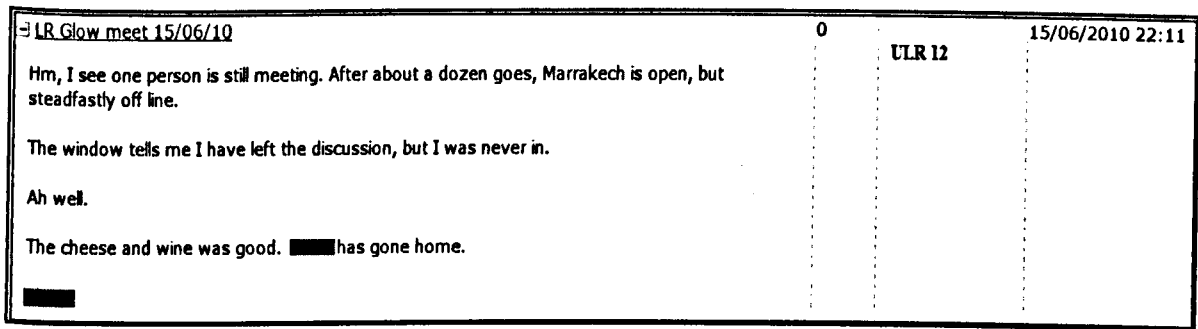 LR Glow meet 15/06/10 0 ULR 12 15/06/2010 22:11
Hm, I see one person is still meeting. After about a dozen goes, Marrakech is open, but
steadfastly off line.
The window tells me I have left the discussion, but I was never in.
Ah well.
The cheese and wine was good. has gone home.